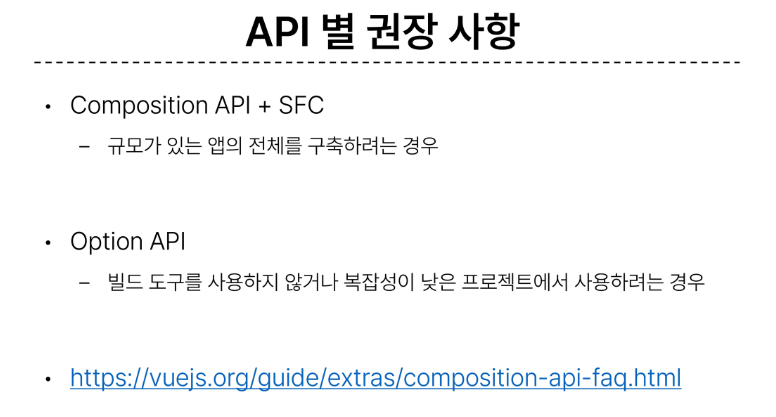 API 별 권장 사항
• Composition API + SFC
– 규모가 있는 앱의 전체를 구축하려는 경우
• Option API
– 빌드 도구를 사용하지 않거나 복잡성이 낮은 프로젝트에서 사용하려는 경우
• https://vuejs.org/guide/extras/composition-api-faq.html